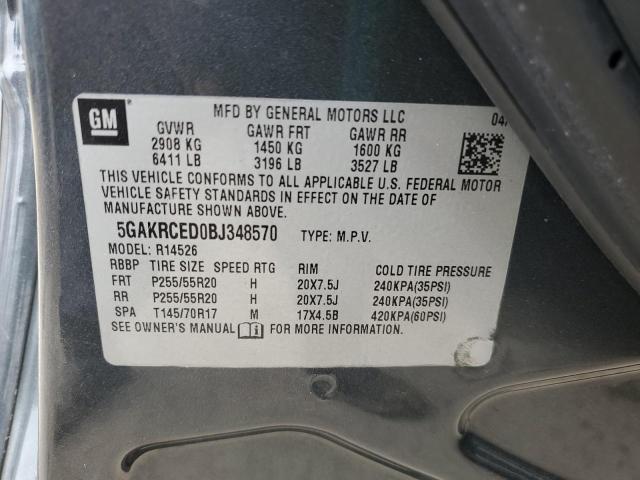 GM
MFD BY GENERAL MOTORS LLC 04/
GVWR GAWR FRT GAWR RR
2908 KG 1450 KG 1600 KG
6411 LB 3196 LB 3527 LB
THIS VEHICLE CONFORMS TO ALL APPLICABLE U.S. FEDERAL MOTOR
VEHICLE SAFETY STANDARDS IN EFFECT ON THE DATE OF
MANUFACTURE SHOWN ABOVE.
5GAKRCED0BJ348570 TYPE: M.P.V.
MODEL: R14526
RBBP TIRE SIZE SPEED RTG RIM COLD TIRE PRESSURE
FRT P255/55R20 H 20X7.5J 240KPA(35PSI)
RR P255/55R20 H 20X7.5J 240KPA(35PSI)
SPA T145/70R17 M 17X4.5B 420KPA(60PSI)
SEE OWNER'S MANUAL FOR MORE INFORMATION.